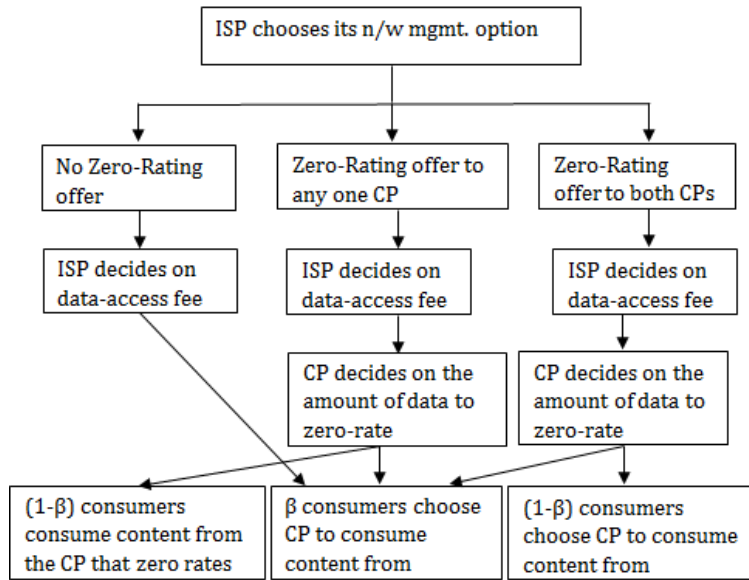 ISP chooses its n/w mgmt. option
No Zero-Rating
offer
Zero-Rating offer to
any one CP
Zero-Rating
offer to both CPs
ISP decides on
data-access fee
ISP decides on
data-access fee
ISP decides on
data-access fee
CP decides on the
amount of data to
zero-rate
CP decides on the
amount of data to
zero-rate
(1-β) consumers
consume content from
the CP that zero rates
β consumers choose
CP to consume
content from
(1-β) consumers
choose CP to consume
content from